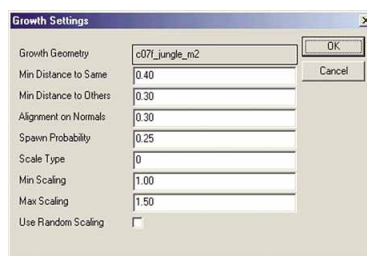 Growth Settings
Growth Geometry c07f_jungle_m2 OK
Min Distance to Same 0.40 Cancel
Min Distance to Others 0.30
Alignment on Normals 0.30
Spawn Probability 0.25
Scale Type 0
Min Scaling 1.00
Max Scaling 1.50
Use Random Scaling